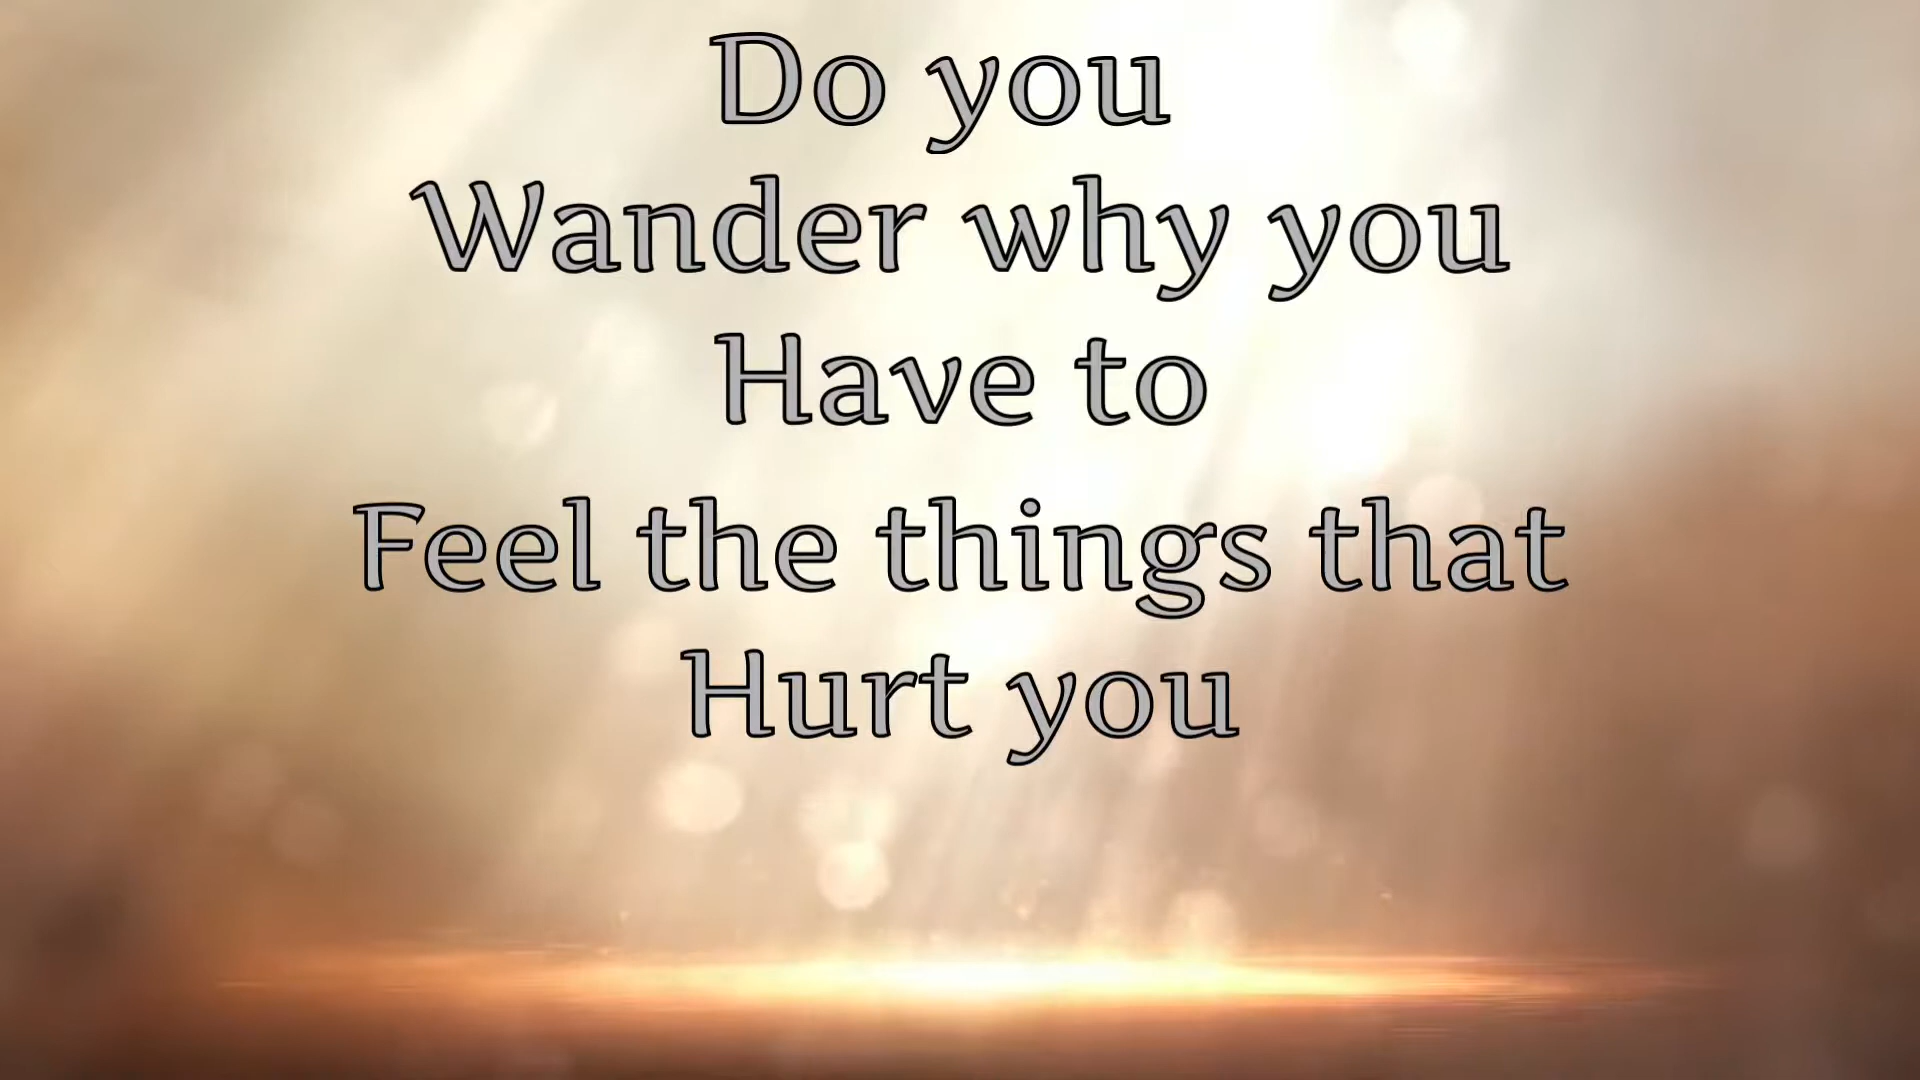 Do you
Wander why you
Have to
Feel the things that
Hurt you